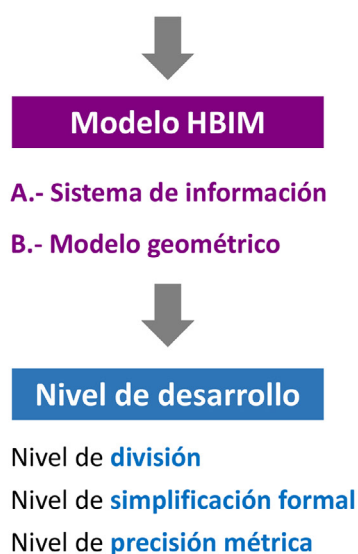 Modelo HBIM
A.- Sistema de información
B.- Modelo geométrico
Nivel de desarrollo
Nivel de división
Nivel de simplificación formal
Nivel de precisión métrica